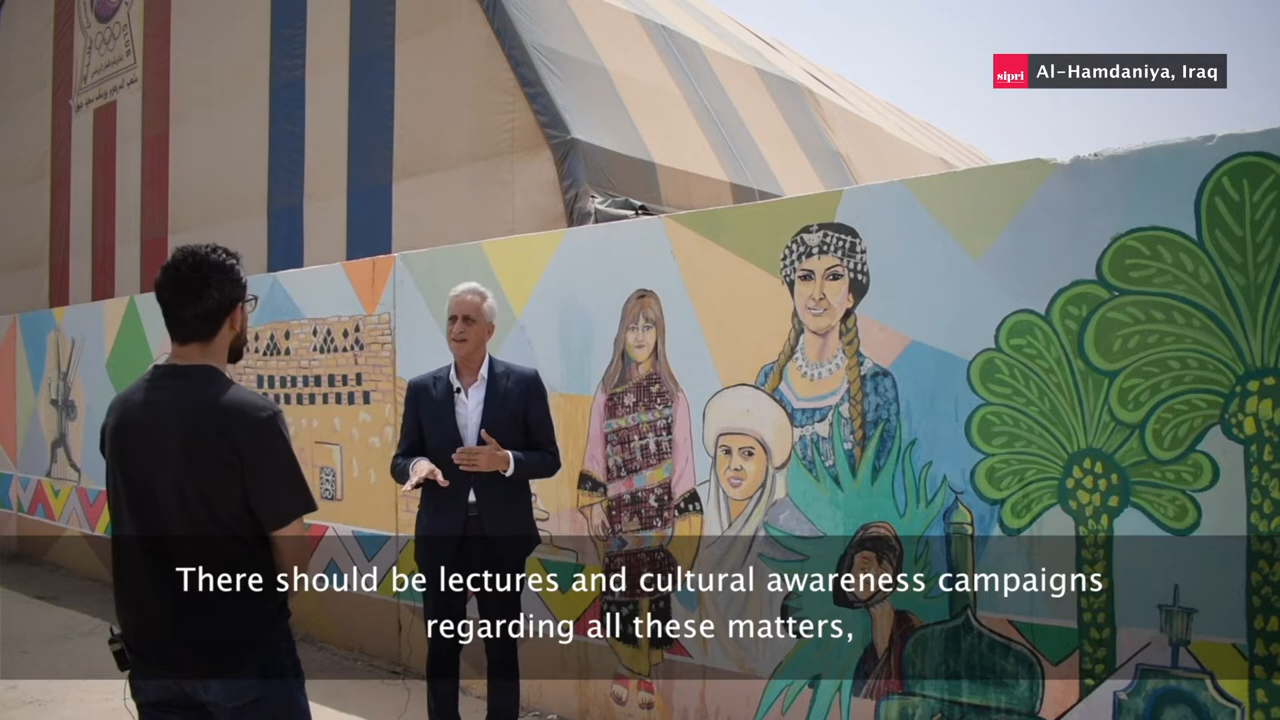 sipri
Al-Hamdaniya, Iraq
There should be lectures and cultural awareness campaigns
regarding all these matters,